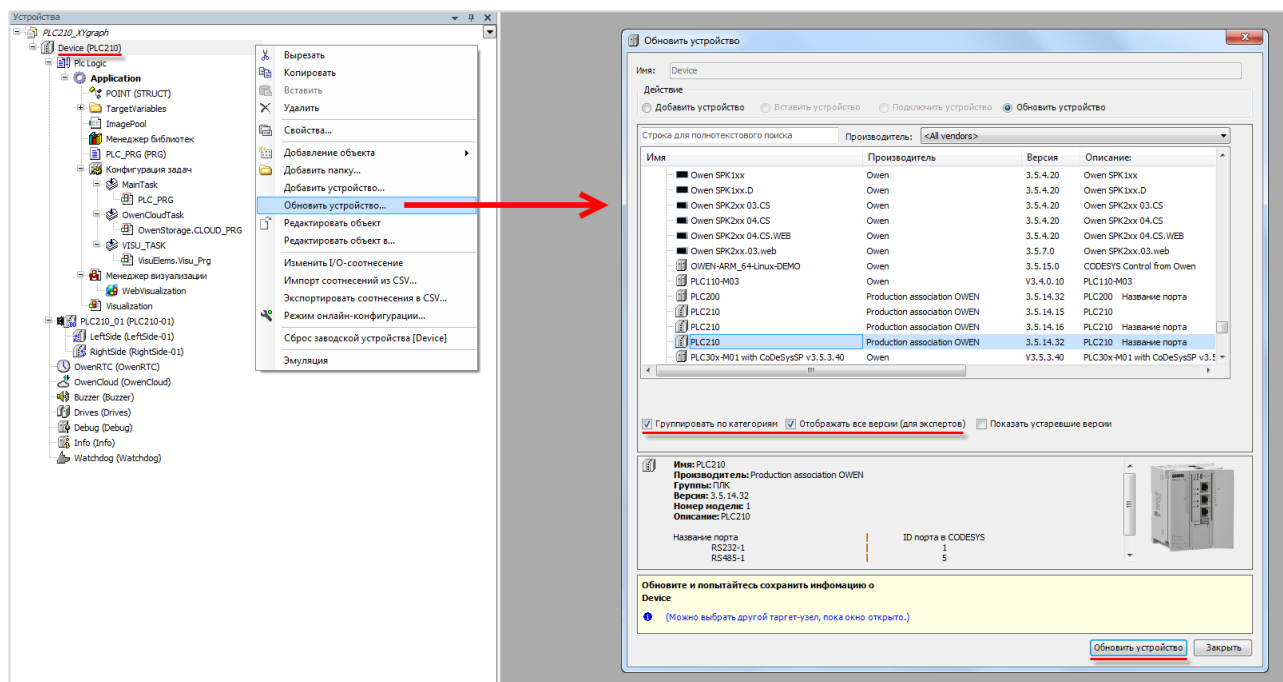 Устройства
PLC210_XYgraph
Device (PLC210)
Plc Logic
Application
POINT (STRUCT)
TargetVariables
ImagePool
Менеджер библиотек
PLC_PRG (PRG)
Конфигурация задач
MainTask
PLC_PRG
OwenCloudTask
OwenStorage.CLOUD_PRG
VISU_TASK
VisuElems.Visu_Prg
Менеджер визуализации
WebVisualization
Visualization
PLC210_01 (PLC210-01)
LeftSide (LeftSide-01)
RightSide (RightSide-01)
OwenRTC (OwenRTC)
OwenCloud (OwenCloud)
Buzzer (Buzzer)
Drives (Drives)
Debug (Debug)
Info (Info)
Watchdog (Watchdog)
Вырезать
Копировать
Вставить
Удалить
Свойства...
Добавление объекта
Добавить папку...
Добавить устройство...
Обновить устройство...
Редактировать объект
Редактировать объект в...
Изменить I/O-соотнесение
Импорт соотнесений из CSV...
Экспортировать соотнесения в CSV...
Режим онлайн-конфигурации...
Сброс заводской устройства [Device]
Эмуляция
Обновить устройство
Имя: Device
Действие
Добавить устройство Вставить устройство Подключить устройство Обновить устройство
Строка для полнотекстового поиска Производитель: <All vendors>
Имя Производитель Версия Описание:
Owen SPK1xx Owen 3.5.4.20 Owen SPK1xx
Owen SPK1xx.D Owen 3.5.4.20 Owen SPK1xx.D
Owen SPK2xx 03.CS Owen 3.5.4.20 Owen SPK2xx 03.CS
Owen SPK2xx 04.CS Owen 3.5.4.20 Owen SPK2xx 04.CS
Owen SPK2xx 04.CS.WEB Owen 3.5.4.20 Owen SPK2xx 04.CS.WEB
Owen SPK2xx.03.web Owen 3.5.7.0 Owen SPK2xx.03.web
OWEN-ARM_64-Linux-DEMO Owen 3.5.15.0 CODESYS Control from Owen
PLC110-M03 Owen V3.4.0.10 PLC110-M03
PLC200 Production association OWEN 3.5.14.32 PLC200 Название порта
PLC210 Production association OWEN 3.5.14.15 PLC210
PLC210 Production association OWEN 3.5.14.16 PLC210 Название порта
PLC210 Production association OWEN 3.5.14.32 PLC210 Название порта
PLC30x-M01 with CoDeSysSP v3.5.3.40 Owen V3.5.3.40 PLC30x-M01 with CoDeSysSP v3.5
Группировать по категориям Отображать все версии (для экспертов) Показать устаревшие версии
Имя: PLC210
Производитель: Production association OWEN
Группы: ПЛК
Версия: 3.5.14.32
Номер модели: 1
Описание: PLC210
Название порта | ID порта в CODESYS
RS232-1 | 1
RS485-1 | 5
Обновите и попытайтесь сохранить инфомацию о
Device
(Можно выбрать другой таргет-узел, пока окно открыто.)
Обновить устройство Закрыть